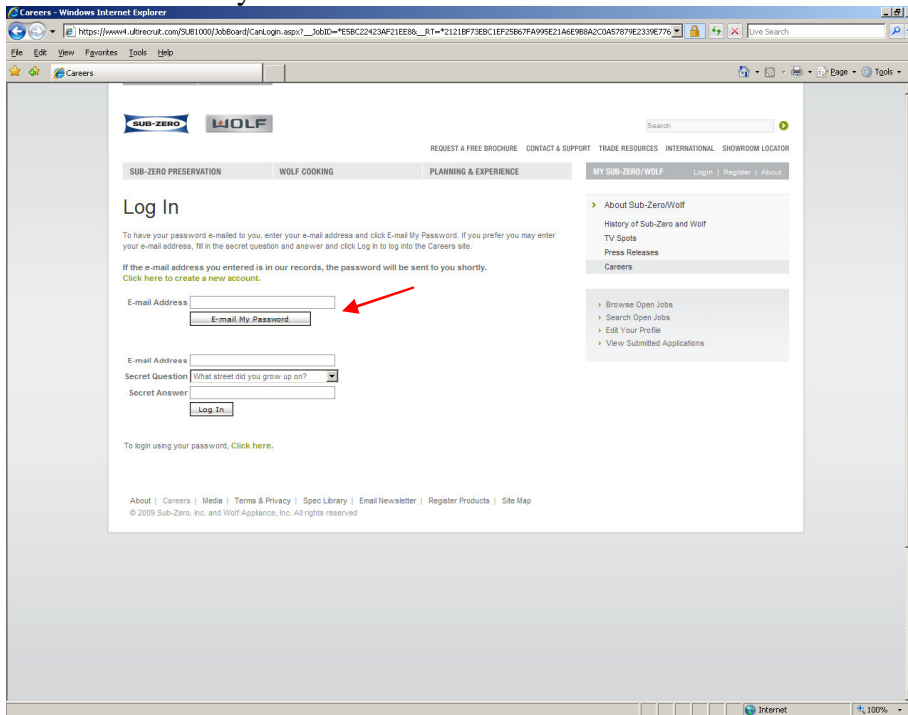 Careers - Windows Internet Explorer
https://www4.ultirecruit.com/SUB1000/JobBoard/CanLogin.aspx?__JobID=*E5BC22423AF21EE8&__RT=*2121BF73EBC1EF25B67FA995E21A6E9B8A2C0A57879E2339E776
Live Search
File Edit View Favorites Tools Help
Careers
Page Tools
SUB-ZERO WOLF
Search
REQUEST A FREE BROCHURE CONTACT & SUPPORT TRADE RESOURCES INTERNATIONAL SHOWROOM LOCATOR
SUB-ZERO PRESERVATION WOLF COOKING PLANNING & EXPERIENCE MY SUB-ZERO/WOLF Login | Register | About
Log In
To have your password e-mailed to you, enter your e-mail address and click E-mail My Password. If you prefer you may enter
your e-mail address, fill in the secret question and answer and click Log In to log into the Careers site.
If the e-mail address you entered is in our records, the password will be sent to you shortly.
Click here to create a new account.
E-mail Address
E-mail My Password
E-mail Address
Secret Question What street did you grow up on?
Secret Answer
Log In
To login using your password, Click here.
About Sub-Zero/Wolf
History of Sub-Zero and Wolf
TV Spots
Press Releases
Careers
Browse Open Jobs
Search Open Jobs
Edit Your Profile
View Submitted Applications
About | Careers | Media | Terms & Privacy | Spec Library | Email Newsletter | Register Products | Site Map
© 2009 Sub-Zero, Inc. and Wolf Appliance, Inc. All rights reserved
Internet 100%